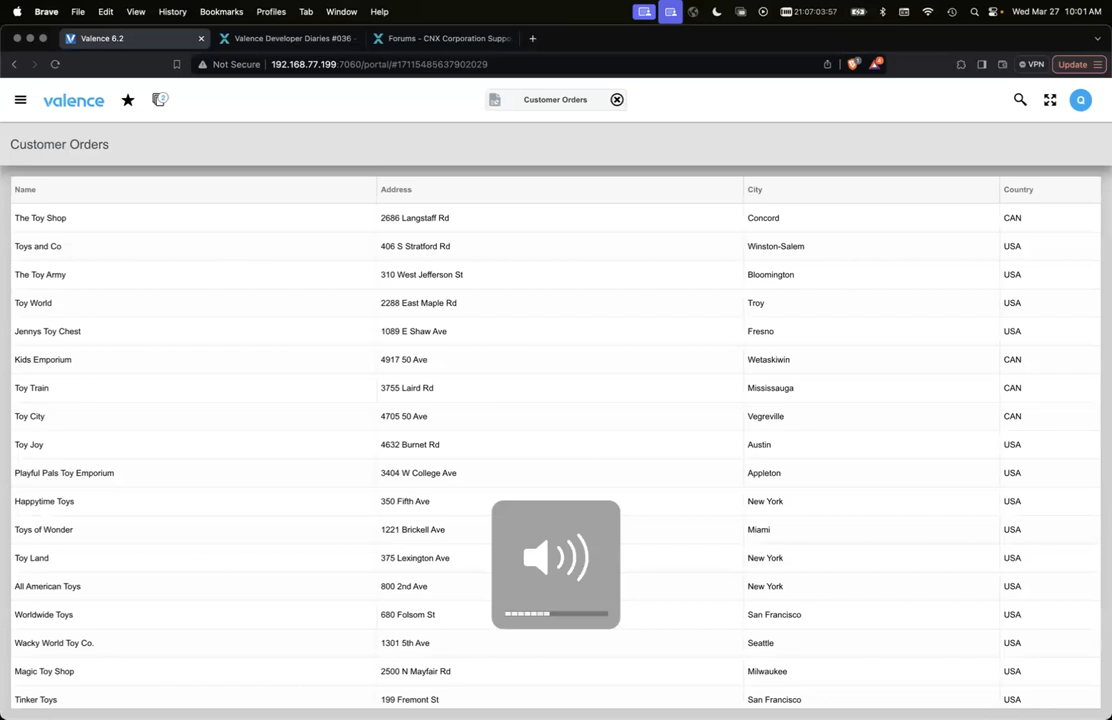 Brave File Edit View History Bookmarks Profiles Tab Window Help 21:07:03:57 Wed Mar 27 10:01 AM
Valence 6.2 Valence Developer Diaries #036 - Forums - CNX Corporation Suppo
Not Secure 192.168.77.199:7060/portal/#17115485637902029 VPN Update
valence 2 Customer Orders Q
Customer Orders
Name Address City Country
The Toy Shop 2686 Langstaff Rd Concord CAN
Toys and Co 406 S Stratford Rd Winston-Salem USA
The Toy Army 310 West Jefferson St Bloomington USA
Toy World 2288 East Maple Rd Troy USA
Jennys Toy Chest 1089 E Shaw Ave Fresno USA
Kids Emporium 4917 50 Ave Wetaskiwin CAN
Toy Train 3755 Laird Rd Mississauga CAN
Toy City 4705 50 Ave Vegreville CAN
Toy Joy 4632 Burnet Rd Austin USA
Playful Pals Toy Emporium 3404 W College Ave Appleton USA
Happytime Toys 350 Fifth Ave New York USA
Toys of Wonder 1221 Brickell Ave Miami USA
Toy Land 375 Lexington Ave New York USA
All American Toys 800 2nd Ave New York USA
Worldwide Toys 680 Folsom St San Francisco USA
Wacky World Toy Co. 1301 5th Ave Seattle USA
Magic Toy Shop 2500 N Mayfair Rd Milwaukee USA
Tinker Toys 199 Fremont St San Francisco USA